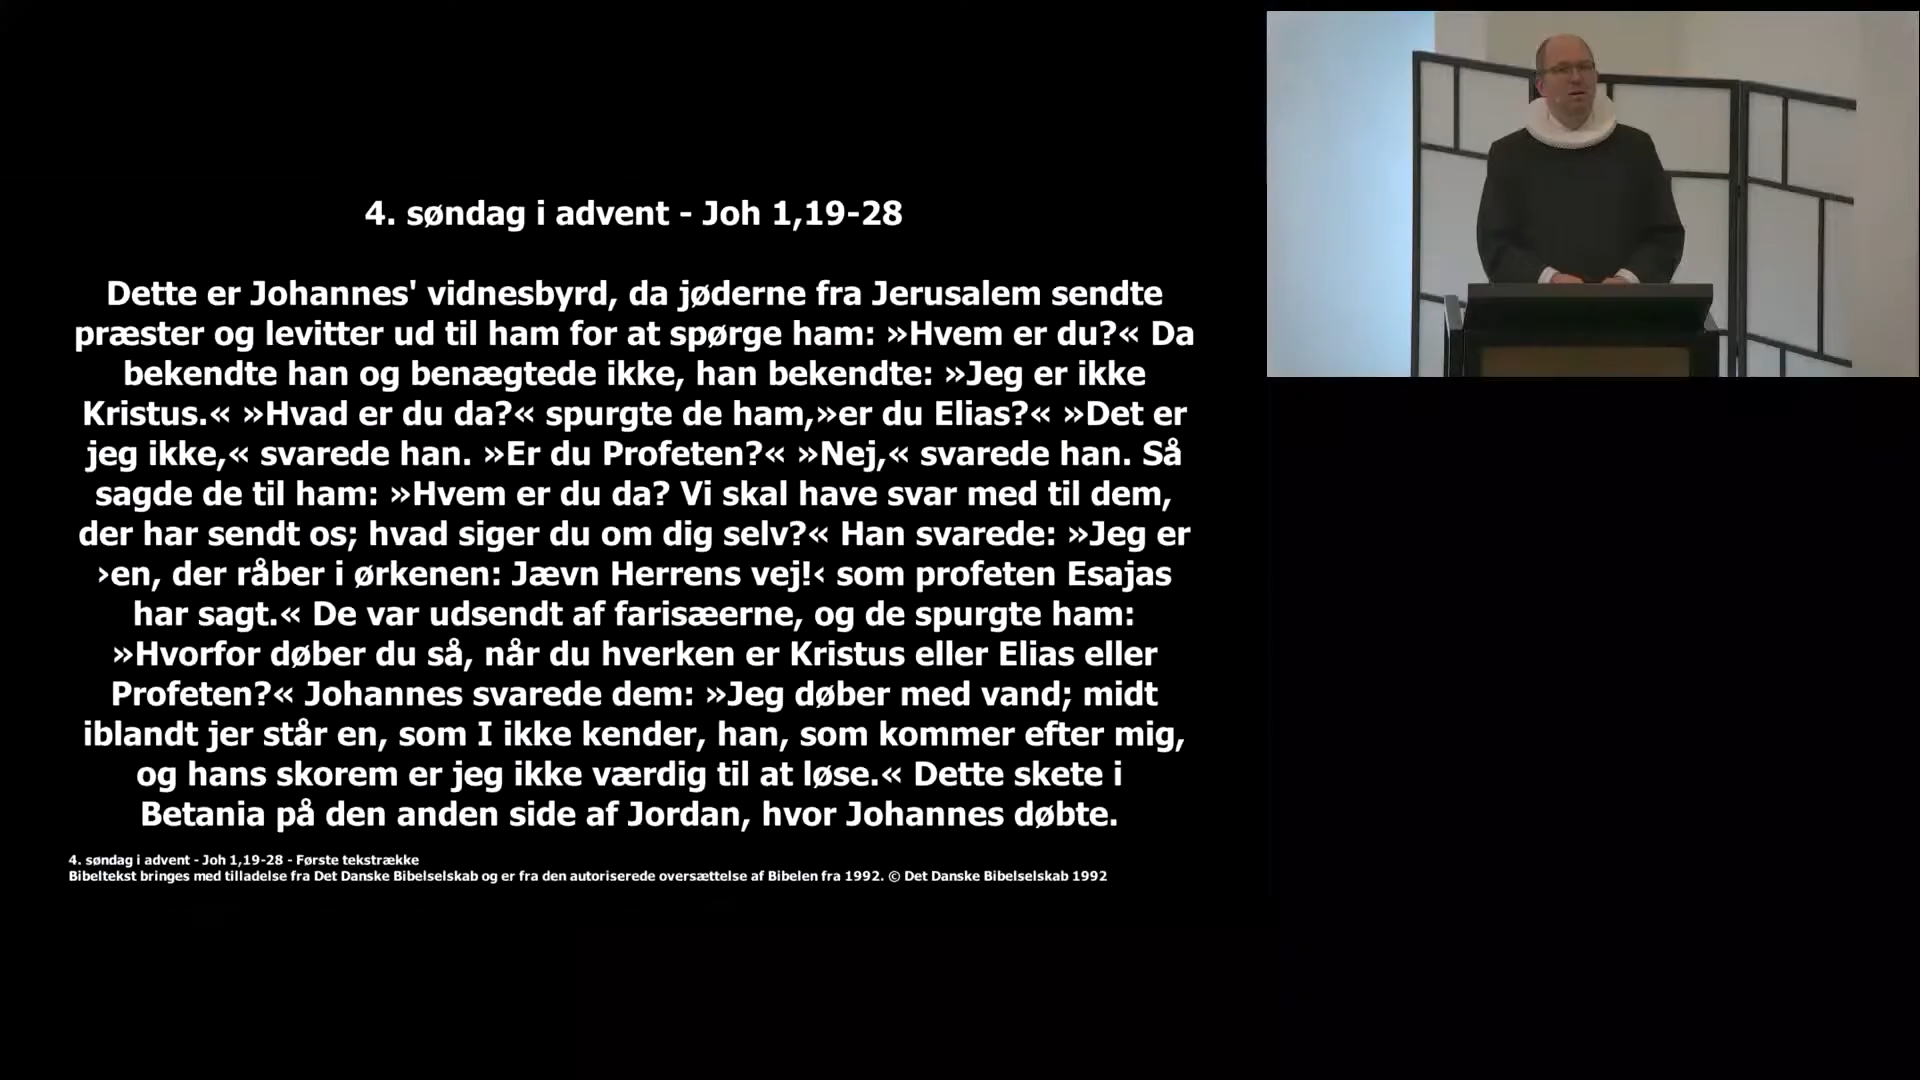 4. søndag i advent - Joh 1,19-28
Dette er Johannes' vidnesbyrd, da jøderne fra Jerusalem sendte
præster og levitter ud til ham for at spørge ham: »Hvem er du?« Da
bekendte han og benægtede ikke, han bekendte: »Jeg er ikke
Kristus.« »Hvad er du da?« spurgte de ham,»er du Elias?« »Det er
jeg ikke,« svarede han. »Er du Profeten?« »Nej,« svarede han. Så
sagde de til ham: »Hvem er du da? Vi skal have svar med til dem,
der har sendt os; hvad siger du om dig selv?« Han svarede: »Jeg er
›en, der råber i ørkenen: Jævn Herrens vej!‹ som profeten Esajas
har sagt.« De var udsendt af farisæerne, og de spurgte ham:
»Hvorfor døber du så, når du hverken er Kristus eller Elias eller
Profeten?« Johannes svarede dem: »Jeg døber med vand; midt
iblandt jer står en, som I ikke kender, han, som kommer efter mig,
og hans skorem er jeg ikke værdig til at løse.« Dette skete i
Betania på den anden side af Jordan, hvor Johannes døbte.
4. søndag i advent - Joh 1,19-28 - Første tekstrække
Bibeltekst bringes med tilladelse fra Det Danske Bibelselskab og er fra den autoriserede oversættelse af Bibelen fra 1992. © Det Danske Bibelselskab 1992